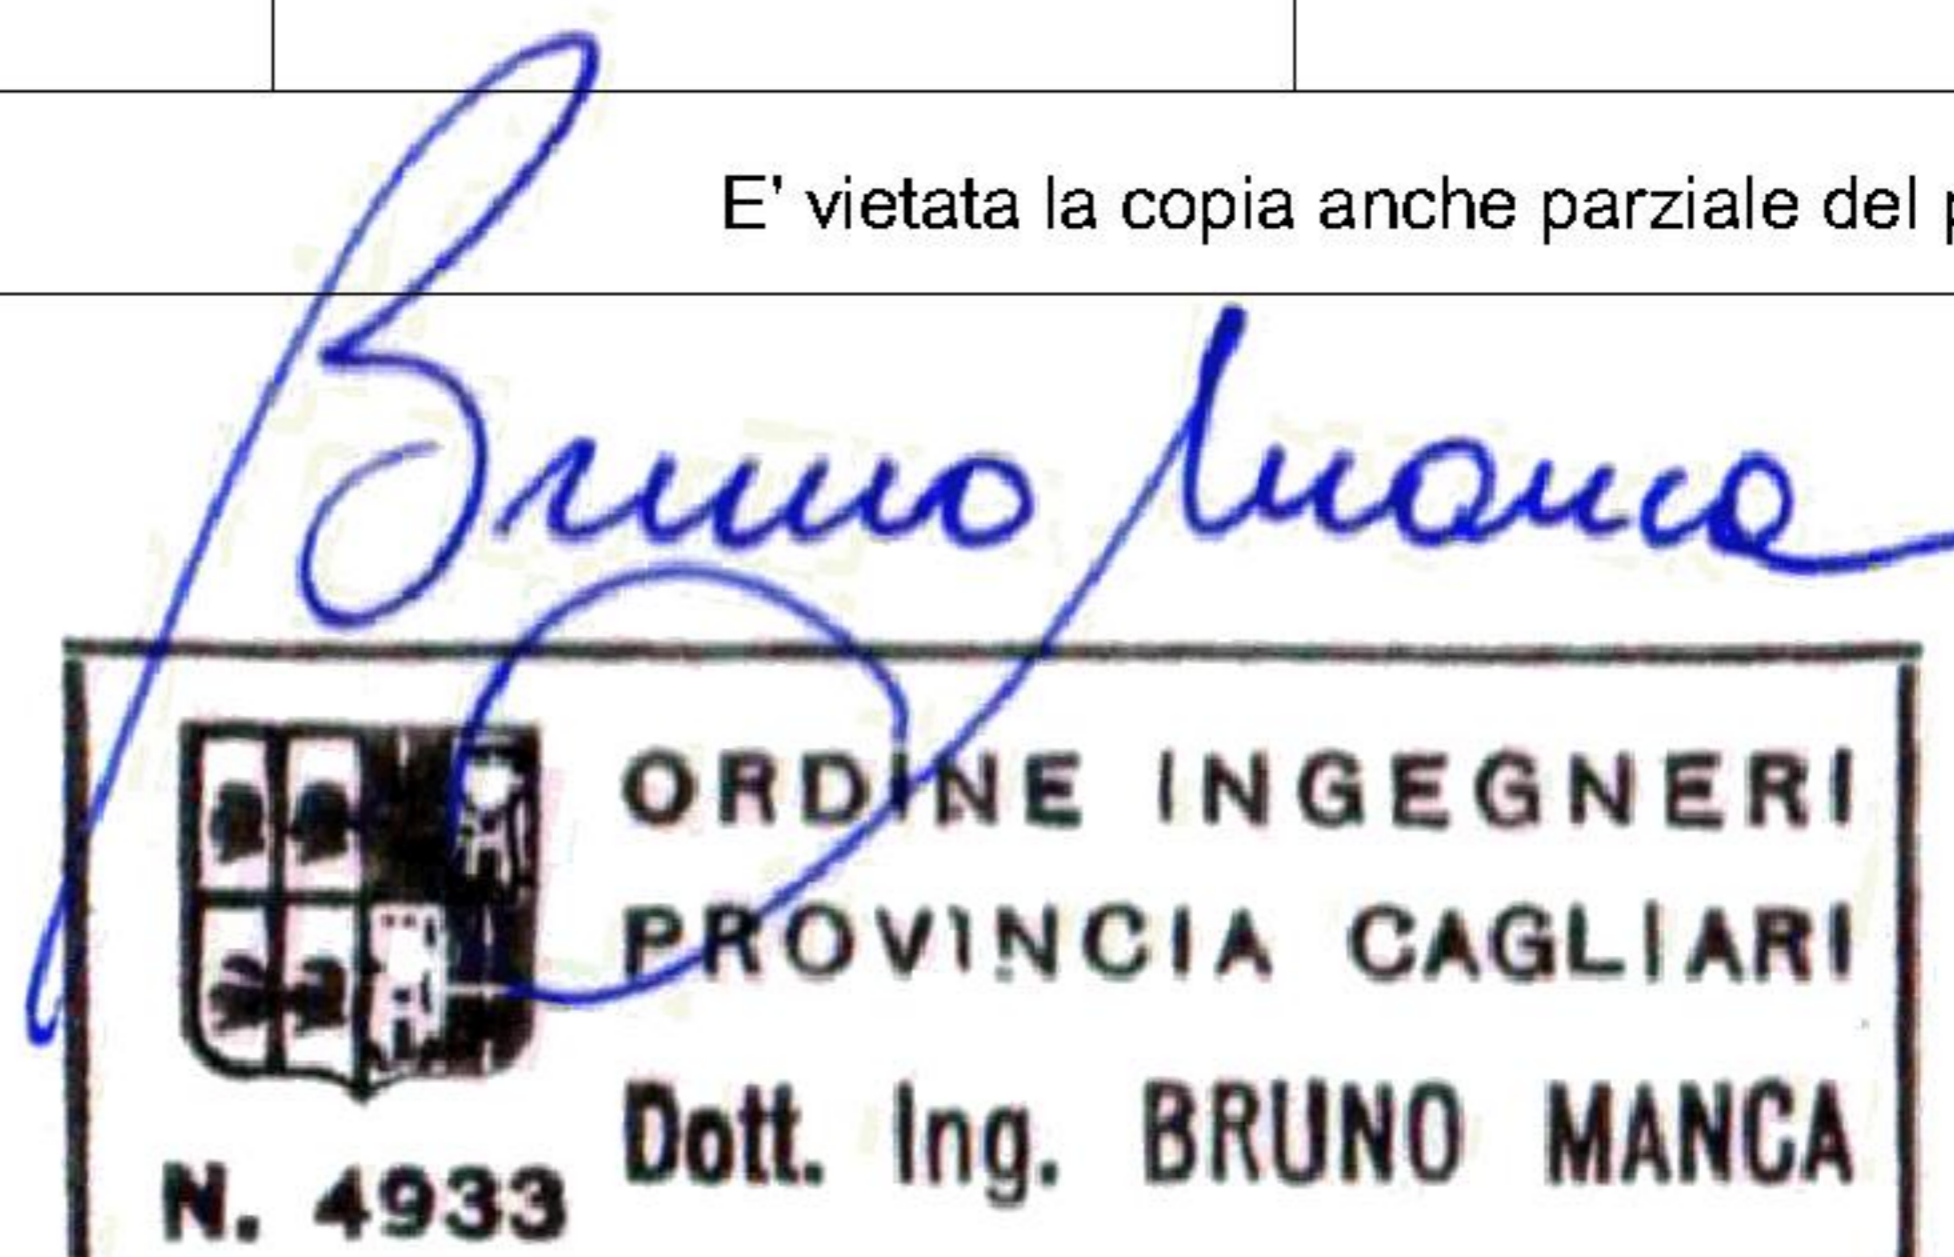 E' vietata la copia anche parziale del
Bruno Manca
ORDINE INGEGNERI
PROVINCIA CAGLIARI
Dott. Ing. BRUNO MANCA
N. 4933